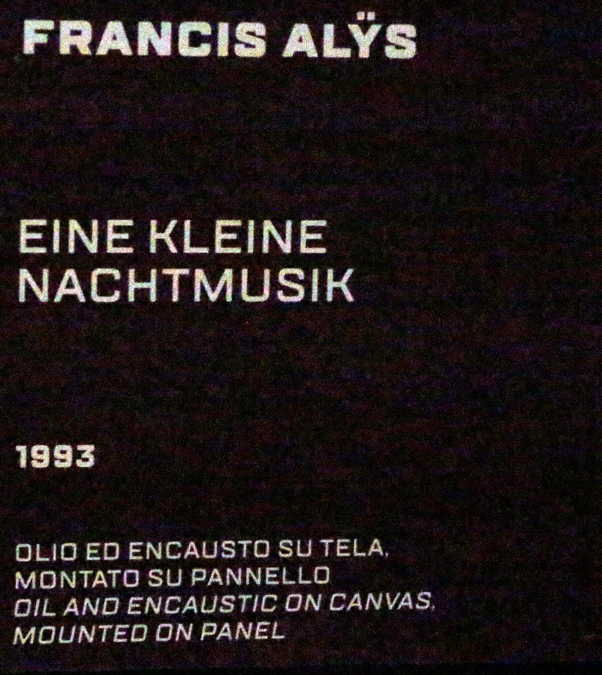 FRANCIS ALŸS
EINE KLEINE
NACHTMUSIK
1993
OLIO ED ENCAUSTO SU TELA,
MONTATO SU PANNELLO
OIL AND ENCAUSTIC ON CANVAS,
MOUNTED ON PANEL